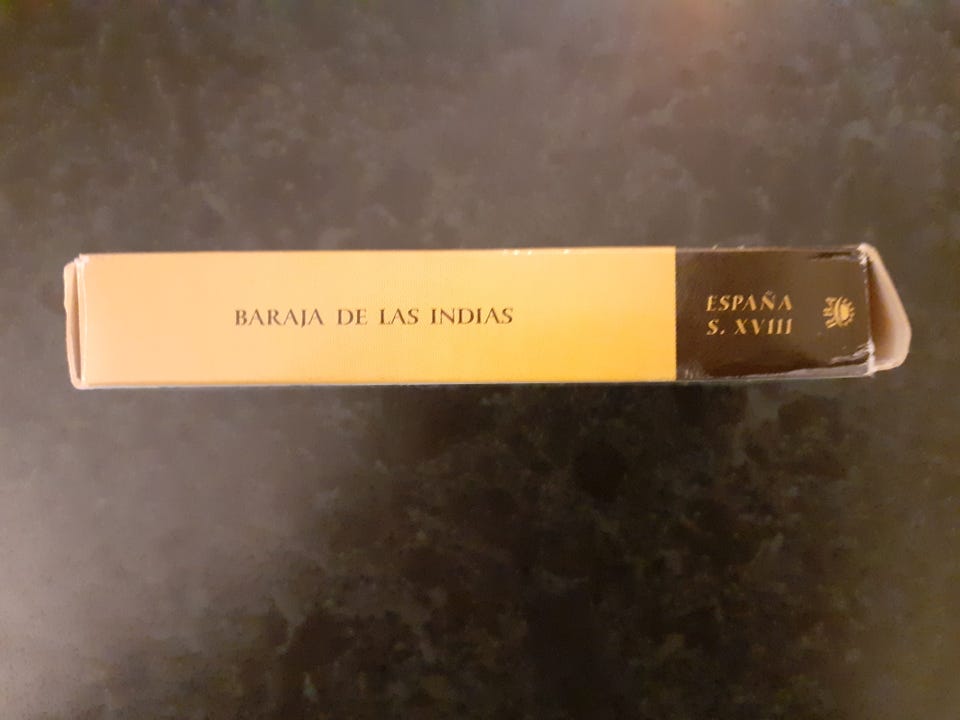 BARAJA DE LAS INDIAS
ESPAÑA
S. XVIII